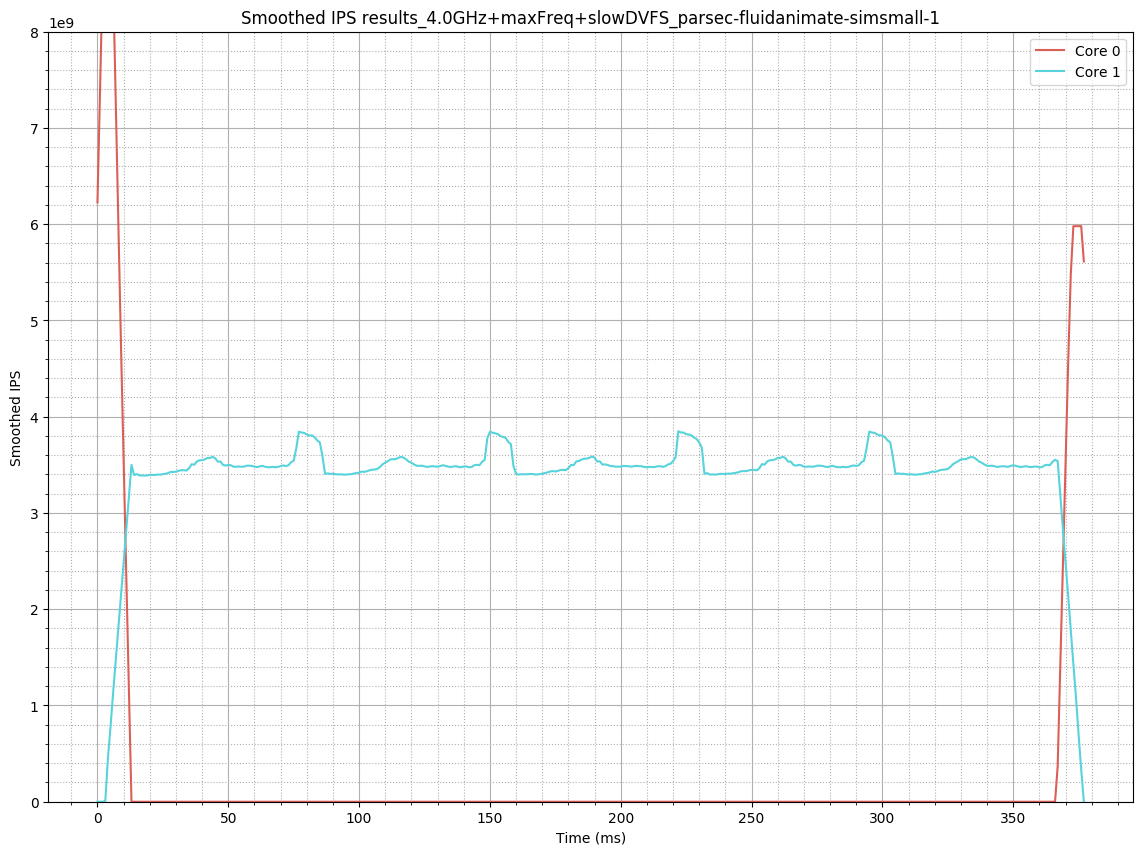 Smoothed IPS results_4.0GHz+maxFreq+slowDVFS_parsec-fluidanimate-simsmall-1
1e9
8
7
6
5
4
3
2
1
0
Smoothed IPS
Core 0
Core 1
0 50 100 150 200 250 300 350
Time (ms)